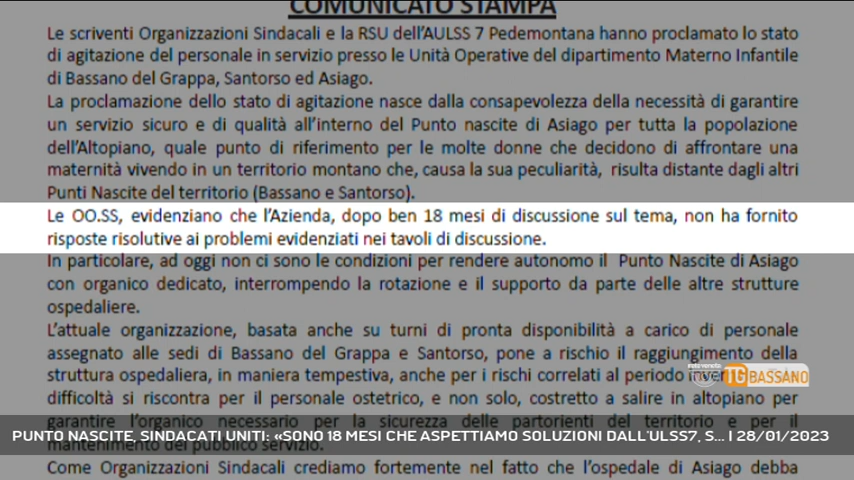 COMUNICATO STAMPA
Le scriventi Organizzazioni Sindacali e la RSU dell'AULSS 7 Pedemontana hanno proclamato lo stato
di agitazione del personale in servizio presso le Unità Operative del dipartimento Materno Infantile
di Bassano del Grappa, Santorso ed Asiago.
La proclamazione dello stato di agitazione nasce dalla consapevolezza della necessità di garantire
un servizio sicuro e di qualità all'interno del Punto nascite di Asiago per tutta la popolazione
dell'Altopiano, quale punto di riferimento per le molte donne che decidono di affrontare una
maternità vivendo in un territorio montano che, causa la sua peculiarità, risulta distante dagli altri
Punti Nascite del territorio (Bassano e Santorso).
Le OO.SS, evidenziano che l'Azienda, dopo ben 18 mesi di discussione sul tema, non ha fornito
risposte risolutive ai problemi evidenziati nei tavoli di discussione.
In particolare, ad oggi non ci sono le condizioni per rendere autonomo il Punto Nascite di Asiago
con organico dedicato, interrompendo la rotazione e il supporto da parte delle altre strutture
ospedaliere.
L'attuale organizzazione, basata anche su turni di pronta disponibilità a carico di personale
assegnato alle sedi di Bassano del Grappa e Santorso, pone a rischio il raggiungimento della
struttura ospedaliera, in maniera tempestiva, anche per i rischi correlati al periodo
rete veneta
TG BASSANO
difficoltà si riscontra per il personale ostetrico, e non solo, costretto a salire in altopiano per
garantire l'organico necessario per la sicurezza delle partorienti del territorio e per il
PUNTO NASCITE, SINDACATI UNITI: «SONO 18 MESI CHE ASPETTIAMO SOLUZIONI DALL'ULSS7, S... | 28/01/2023
mantenimento del pubblico servizio.
Come Organizzazioni Sindacali crediamo fortemente nel fatto che l'ospedale di Asiago debba